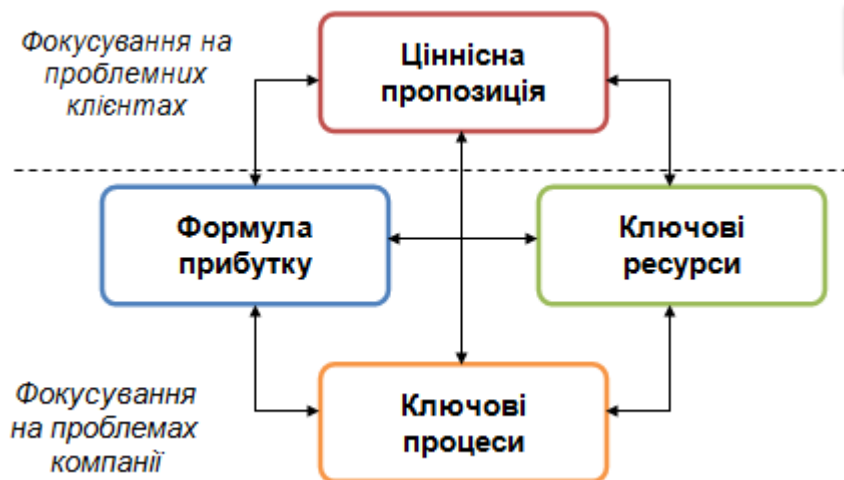 Фокусування на
проблемних
клієнтах
Ціннісна
пропозиція
Формула
прибутку
Ключові
ресурси
Фокусування
на проблемах
компанії
Ключові
процеси